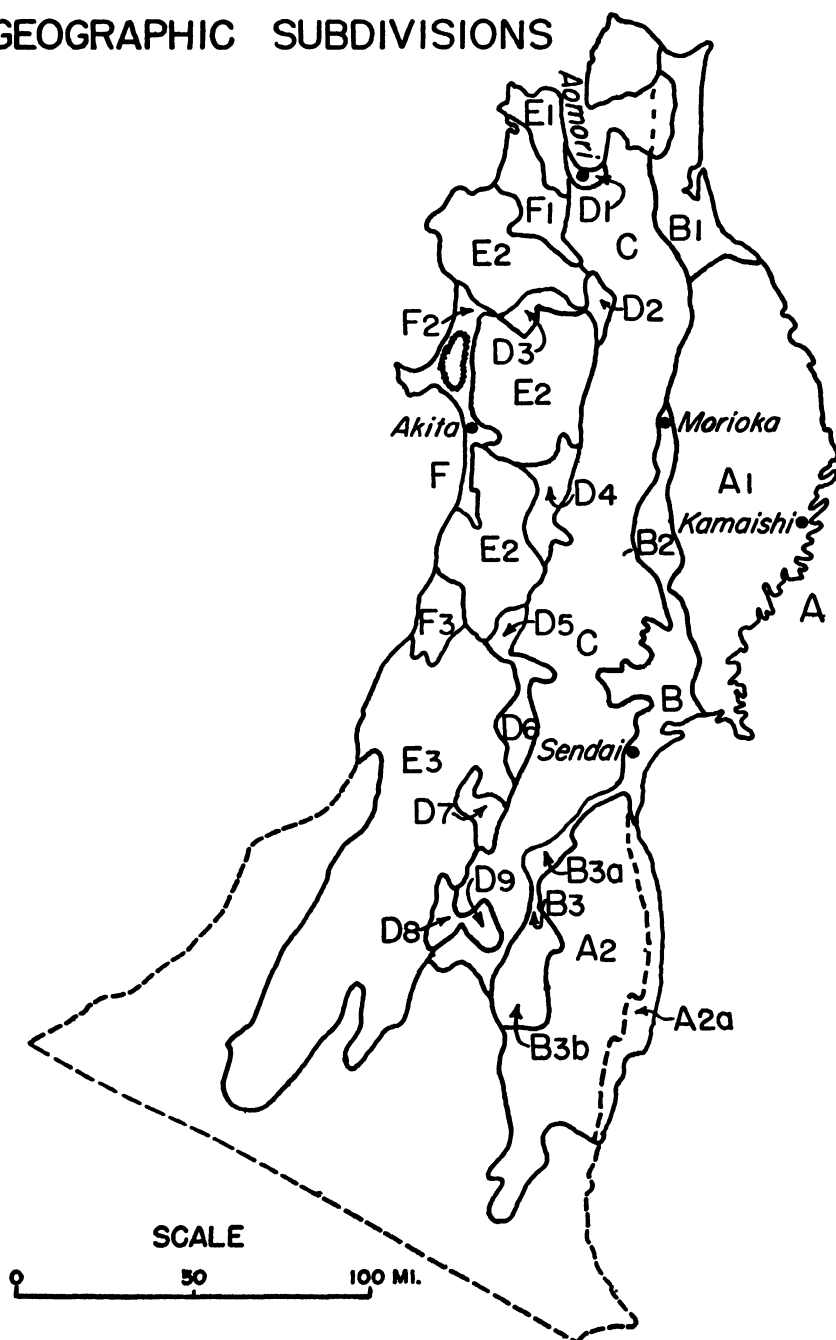 GEOGRAPHIC SUBDIVISIONS
Aomori
E1
D1
F1
C
B1
E2
F2
D2
D3
E2
Akita
Morioka
F
A1
D4
Kamaishi
E2
B2
A
F3
D5
C
B
D6
Sendai
E3
D7
B3a
D9
B3
D8
A2
A2a
B3b
SCALE
0 50 100 MI.